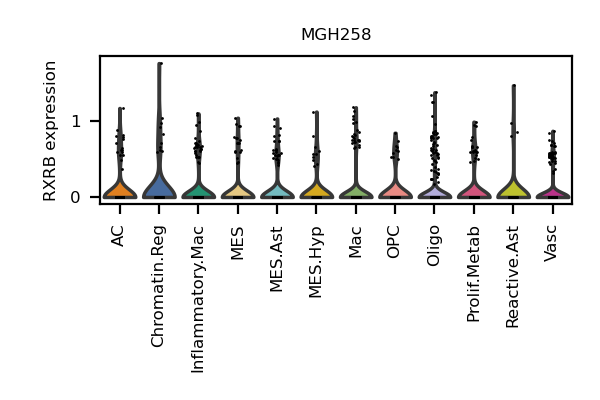 MGH258
RXRB expression
1
0
AC
Chromatin.Reg
Inflammatory.Mac
MES
MES.Ast
MES.Hyp
Mac
OPC
Oligo
Prolif.Metab
Reactive.Ast
Vasc